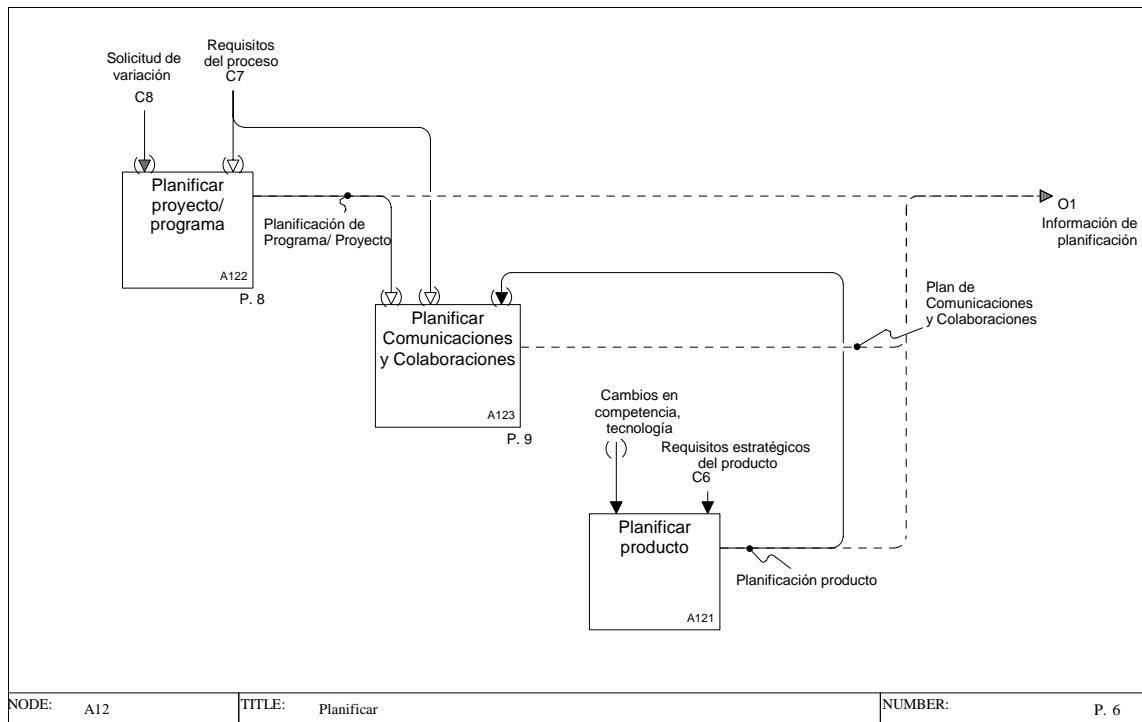 Solicitud de
variación
C8
Requisitos
del proceso
C7
Planificar
proyecto/
programa
A122
P. 8
Planificación de
Programa/ Proyecto
O1
Información de
planificación
Planificar
Comunicaciones
y Colaboraciones
A123
P. 9
Plan de
Comunicaciones
y Colaboraciones
Cambios en
competencia,
tecnología
Requisitos estratégicos
del producto
C6
Planificar
producto
A121
Planificación producto
NODE: A12
TITLE: Planificar
NUMBER: P. 6